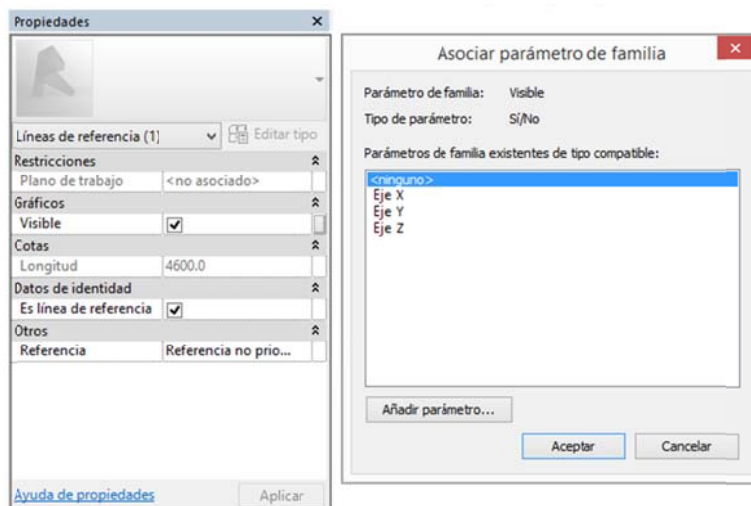 Propiedades
Líneas de referencia (1)
Editar tipo
Restricciones
Plano de trabajo <no asociado>
Gráficos
Visible
Cotas
Longitud 4600.0
Datos de identidad
Es línea de referencia
Otros
Referencia Referencia no prio...
Ayuda de propiedades
Aplicar
Asociar parámetro de familia
Parámetro de familia: Visible
Tipo de parámetro: Sí/No
Parámetros de familia existentes de tipo compatible:
<ninguno>
Eje X
Eje Y
Eje Z
Añadir parámetro...
Aceptar
Cancelar